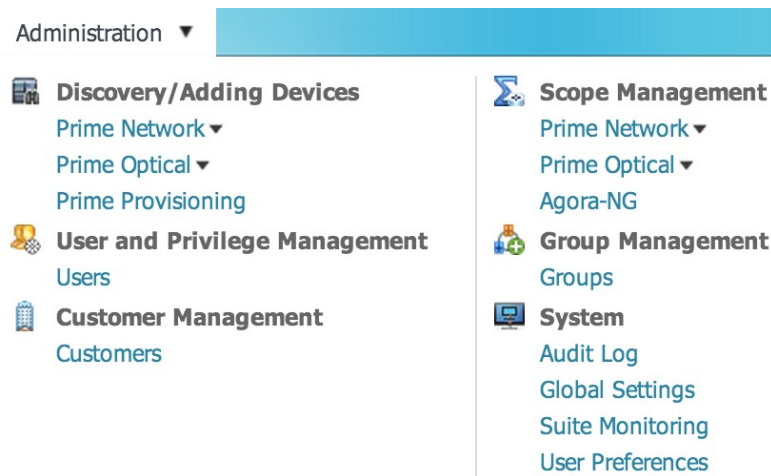 Administration ▼
Discovery/Adding Devices
Prime Network ▾
Prime Optical ▾
Prime Provisioning
User and Privilege Management
Users
Customer Management
Customers
Scope Management
Prime Network ▾
Prime Optical ▾
Agora-NG
Group Management
Groups
System
Audit Log
Global Settings
Suite Monitoring
User Preferences